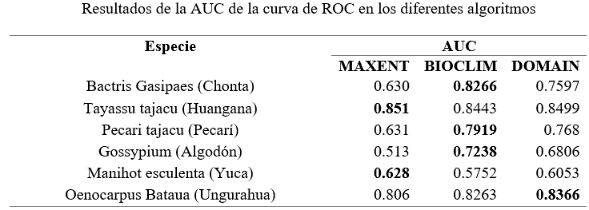 Resultados de la AUC de la curva de ROC en los diferentes algoritmos
Especie AUC
MAXENT BIOCLIM DOMAIN
Bactris Gasipaes (Chonta) 0.630 0.8266 0.7597
Tayassu tajacu (Huangana) 0.851 0.8443 0.8499
Pecari tajacu (Pecarí) 0.631 0.7919 0.768
Gossypium (Algodón) 0.513 0.7238 0.6806
Manihot esculenta (Yuca) 0.628 0.5752 0.6053
Oenocarpus Bataua (Ungurahua) 0.806 0.8263 0.8366